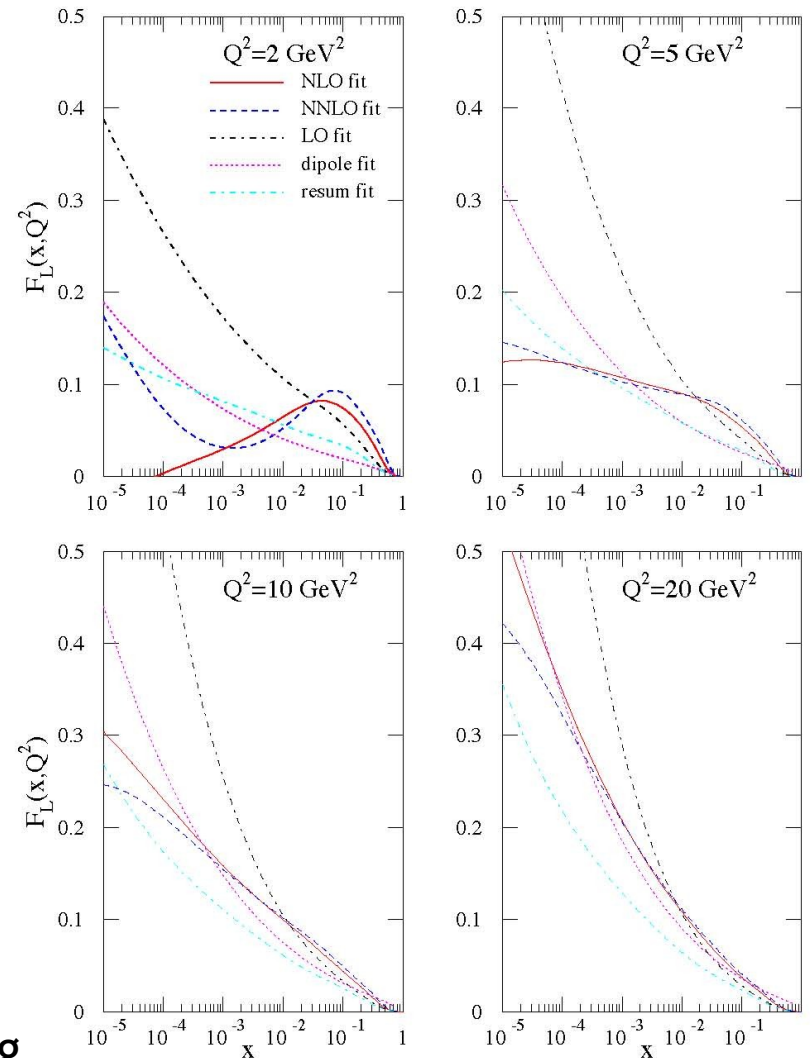 Q²=2 GeV²
NLO fit
NNLO fit
LO fit
dipole fit
resum fit
F_L(x,Q²)
0.5
0.4
0.3
0.2
0.1
0
10⁻⁵ 10⁻⁴ 10⁻³ 10⁻² 10⁻¹ 1
Q²=5 GeV²
0.5
0.4
0.3
0.2
0.1
0
10⁻⁵ 10⁻⁴ 10⁻³ 10⁻² 10⁻¹ 1
Q²=10 GeV²
F_L(x,Q²)
0.5
0.4
0.3
0.2
0.1
0
10⁻⁵ 10⁻⁴ 10⁻³ 10⁻² 10⁻¹ 1
x
Q²=20 GeV²
0.5
0.4
0.3
0.2
0.1
0
10⁻⁵ 10⁻⁴ 10⁻³ 10⁻² 10⁻¹ 1
x
g